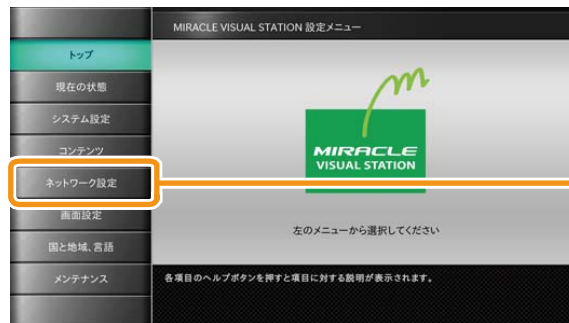 MIRACLE VISUAL STATION 設定メニュー
トップ
現在の状態
システム設定
コンテンツ
ネットワーク設定
画面設定
国と地域、言語
メンテナンス
m
MIRACLE
VISUAL STATION
左のメニューから選択してください
各項目のヘルプボタンを押すと項目に対する説明が表示されます。